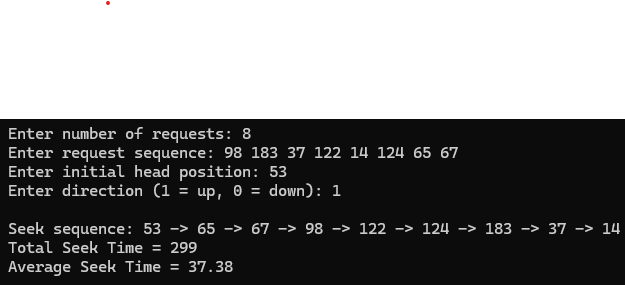 Enter number of requests: 8
Enter request sequence: 98 183 37 122 14 124 65 67
Enter initial head position: 53
Enter direction (1 = up, 0 = down): 1
Seek sequence: 53 -> 65 -> 67 -> 98 -> 122 -> 124 -> 183 -> 37 -> 14
Total Seek Time = 299
Average Seek Time = 37.38